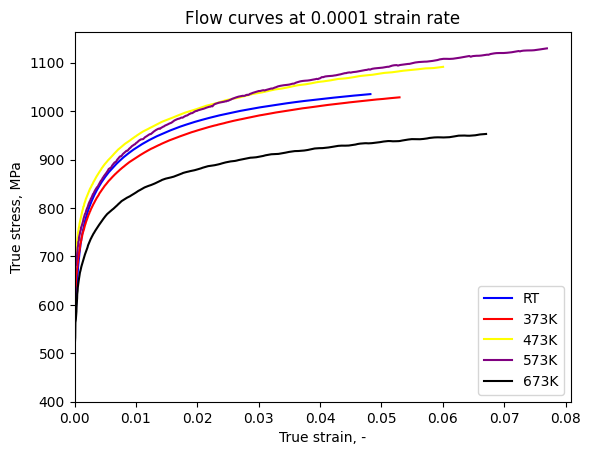 Flow curves at 0.0001 strain rate
True stress, MPa
1100
1000
900
800
700
600
500
400
0.00 0.01 0.02 0.03 0.04 0.05 0.06 0.07 0.08
True strain, -
RT
373K
473K
573K
673K